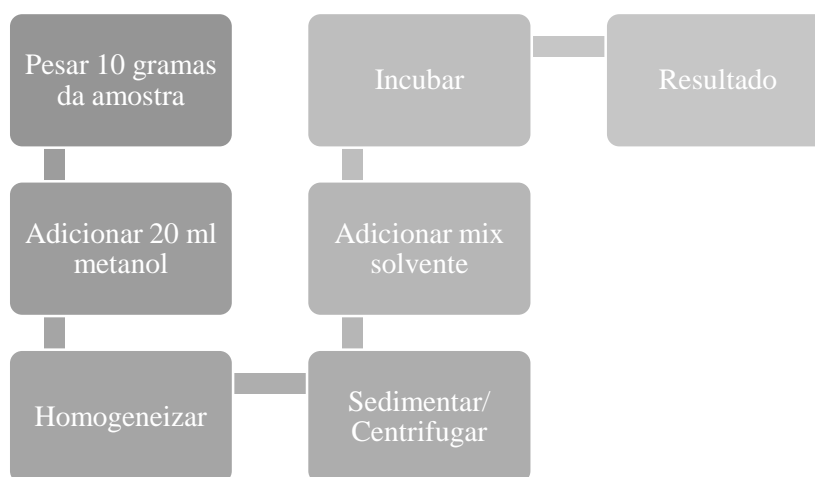 Pesar 10 gramas
da amostra
Adicionar 20 ml
metanol
Homogeneizar
Sedimentar/
Centrifugar
Adicionar mix
solvente
Incubar
Resultado